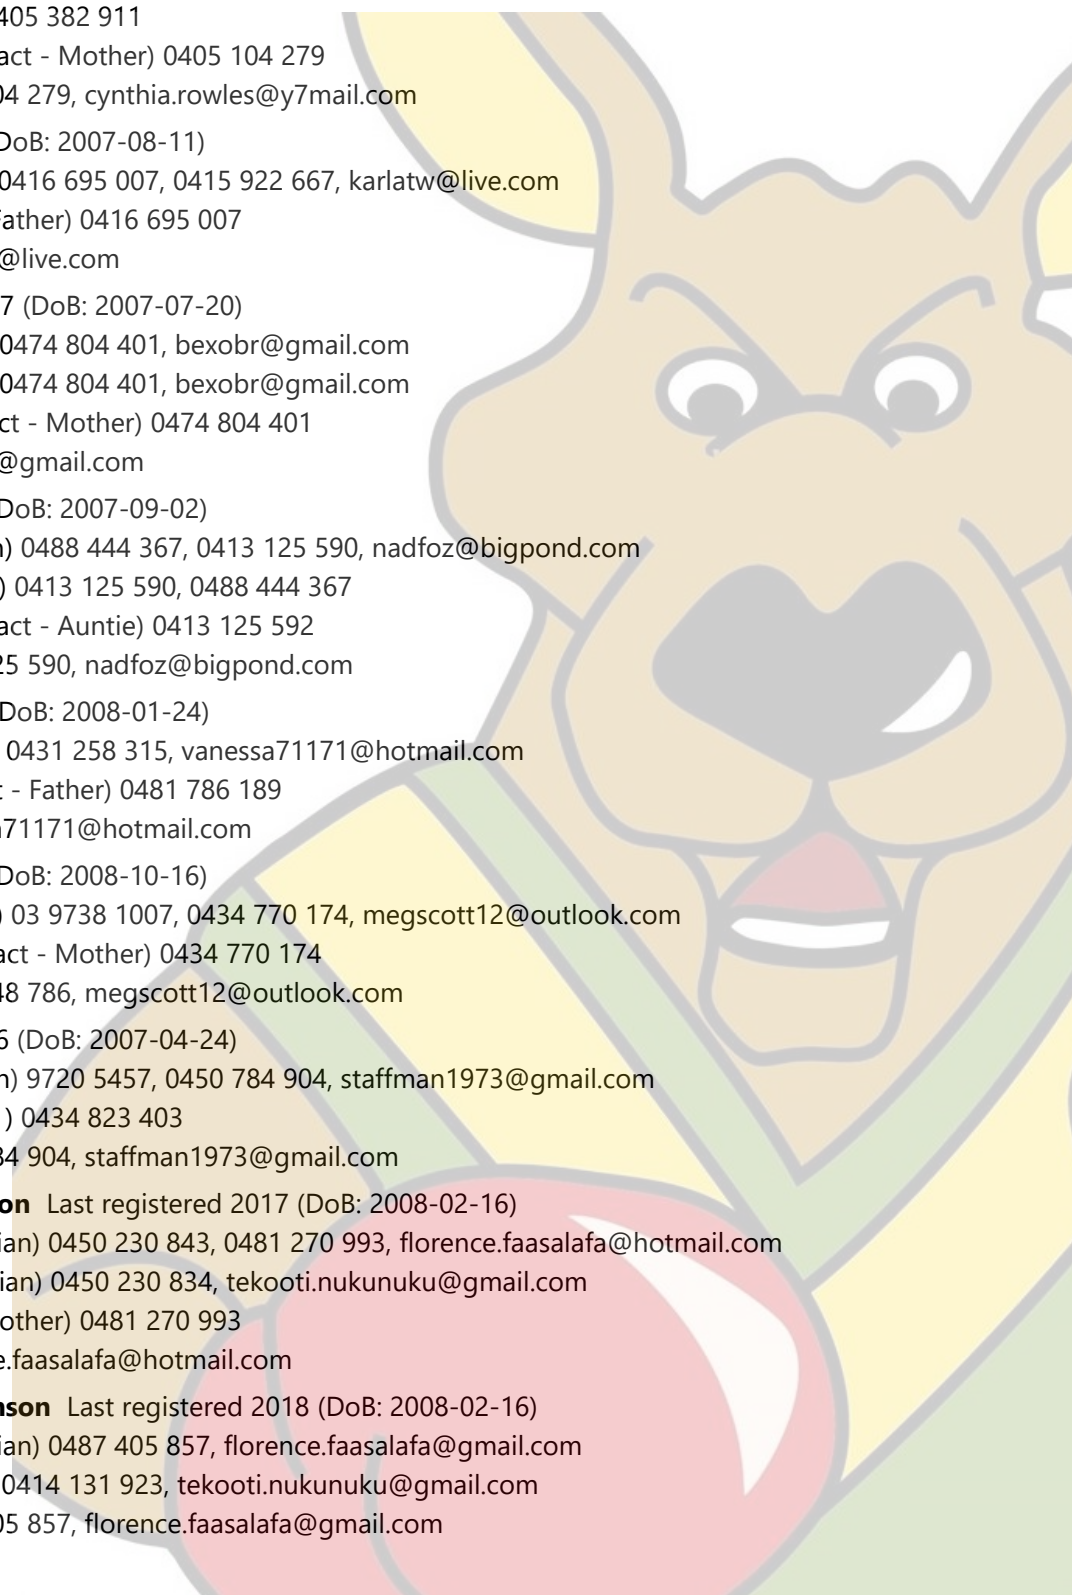 405 382 911
act - Mother) 0405 104 279
04 279, cynthia.rowles@y7mail.com
DoB: 2007-08-11)
0416 695 007, 0415 922 667, karlatw@live.com
Father) 0416 695 007
@live.com
7 (DoB: 2007-07-20)
0474 804 401, bexobr@gmail.com
0474 804 401, bexobr@gmail.com
ct - Mother) 0474 804 401
@gmail.com
DoB: 2007-09-02)
) 0488 444 367, 0413 125 590, nadfoz@bigpond.com
) 0413 125 590, 0488 444 367
act - Auntie) 0413 125 592
25 590, nadfoz@bigpond.com
DoB: 2008-01-24)
0431 258 315, vanessa71171@hotmail.com
t - Father) 0481 786 189
a71171@hotmail.com
DoB: 2008-10-16)
) 03 9738 1007, 0434 770 174, megscott12@outlook.com
act - Mother) 0434 770 174
48 786, megscott12@outlook.com
6 (DoB: 2007-04-24)
n) 9720 5457, 0450 784 904, staffman1973@gmail.com
) 0434 823 403
84 904, staffman1973@gmail.com
on Last registered 2017 (DoB: 2008-02-16)
ian) 0450 230 843, 0481 270 993, florence.faasalafa@hotmail.com
ian) 0450 230 834, tekooti.nukunuku@gmail.com
other) 0481 270 993
e.faasalafa@hotmail.com
nson Last registered 2018 (DoB: 2008-02-16)
ian) 0487 405 857, florence.faasalafa@gmail.com
0414 131 923, tekooti.nukunuku@gmail.com
05 857, florence.faasalafa@gmail.com